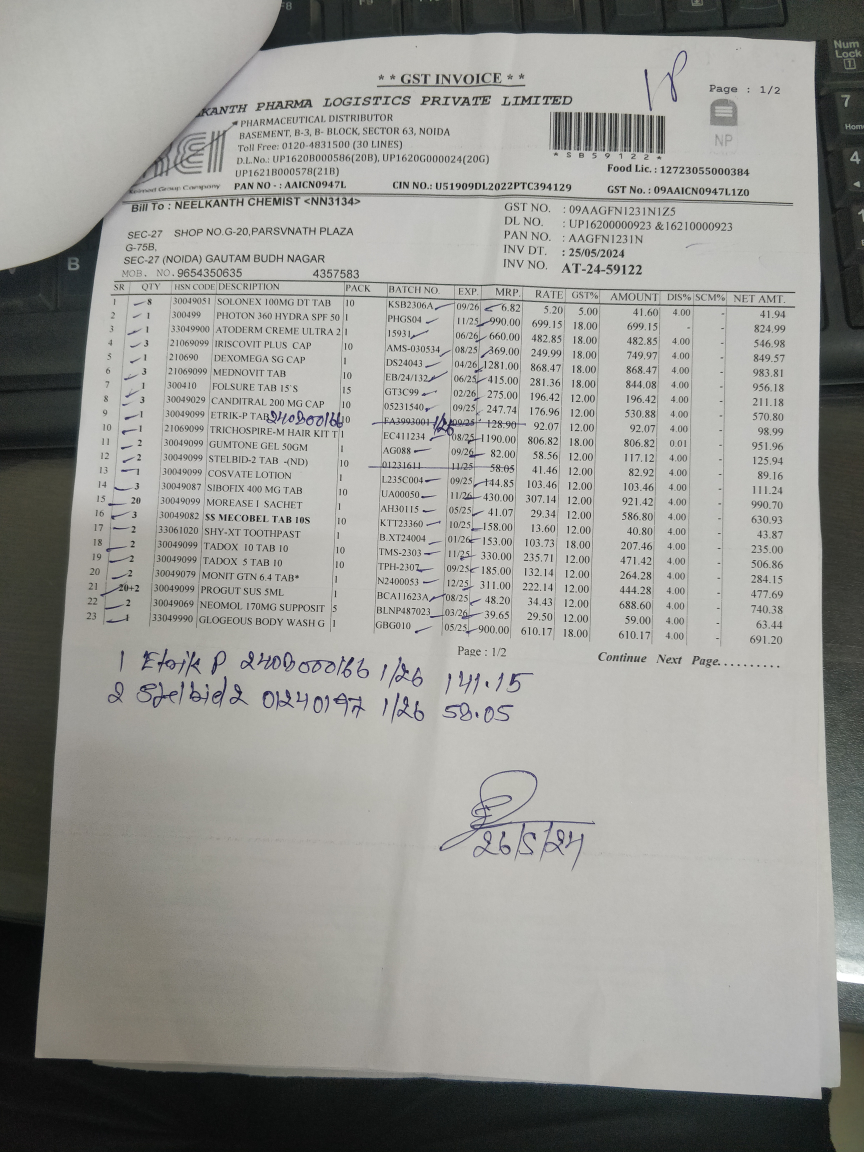 ** GST INVOICE **
18
Page : 1/2
KANTH PHARMA LOGISTICS PRIVATE LIMITED
PHARMACEUTICAL DISTRIBUTOR
BASEMENT, B-3, B- BLOCK, SECTOR 63, NOIDA
Toll Free: 0120-4831500 (30 LINES)
D.L.No.: UP1620B000586(20B), UP1620G000024(20G)
UP1621B000578(21B)
*SB59122*
NP
Food Lic. : 12723055000384
Group Company
PAN NO - : AAICN0947L CIN NO.: U51909DL2022PTC394129 GST No. : 09AAICN0947L1Z0
Bill To : NEELKANTH CHEMIST <NN3134>
SEC-27 SHOP NO.G-20,PARSVNATH PLAZA
G-75B,
SEC-27 (NOIDA) GAUTAM BUDH NAGAR
MOB. NO.9654350635 4357583
GST NO. : 09AAGFN1231N1Z5
DL NO. : UP16200000923 &16210000923
PAN NO. : AAGFN1231N
INV DT. : 25/05/2024
INV NO. AT-24-59122
SR QTY HSN CODE DESCRIPTION PACK BATCH NO. EXP. MRP. RATE GST% AMOUNT DIS% SCM% NET AMT.
1 8 30049051 SOLONEX 100MG DT TAB 10 KSB2306A 09/26 6.82 5.20 5.00 41.60 4.00 - 41.94
2 1 300499 PHOTON 360 HYDRA SPF 50 1 PHGS04 11/25 990.00 699.15 18.00 699.15 - - 824.99
3 1 33049900 ATODERM CREME ULTRA 2 1 15931 06/26 660.00 482.85 18.00 482.85 4.00 - 546.98
4 3 21069099 IRISCOVIT PLUS CAP 10 AMS-030534 08/25 369.00 249.99 18.00 749.97 4.00 - 849.57
5 1 210690 DEXOMEGA SG CAP 1 DS24043 04/26 1281.00 868.47 18.00 868.47 4.00 - 983.81
6 3 21069099 MEDNOVIT TAB 10 EB/24/132 06/25 415.00 281.36 18.00 844.08 4.00 - 956.18
7 1 300410 FOLSURE TAB 15`S 15 GT3C99 02/26 275.00 196.42 12.00 196.42 4.00 - 211.18
8 3 30049029 CANDITRAL 200 MG CAP 10 05231540 09/25 247.74 176.96 12.00 530.88 4.00 - 570.80
9 1 30049099 ETRIK-P TAB 240B000166 10 FA3993001 1/26 09/25 128.90 92.07 12.00 92.07 4.00 - 98.99
10 1 21069099 TRICHOSPIRE-M HAIR KIT T 1 EC411234 08/25 1190.00 806.82 18.00 806.82 0.01 - 951.96
11 2 30049099 GUMTONE GEL 50GM 1 AG088 09/26 82.00 58.56 12.00 117.12 4.00 - 125.94
12 2 30049099 STELBID-2 TAB -(ND) 10 01231611 11/25 58.05 41.46 12.00 82.92 4.00 - 89.16
13 1 30049099 COSVATE LOTION 1 L235C004 09/25 144.85 103.46 12.00 103.46 4.00 - 111.24
14 3 30049087 SIBOFIX 400 MG TAB 10 UA00050 11/26 430.00 307.14 12.00 921.42 4.00 - 990.70
15 20 30049099 MOREASE I SACHET 1 AH30115 05/25 41.07 29.34 12.00 586.80 4.00 - 630.93
16 3 30049082 $$ MECOBEL TAB 10S 10 KTT23360 10/25 158.00 13.60 12.00 40.80 4.00 - 43.87
17 2 33061020 SHY-XT TOOTHPAST 1 B.XT24004 01/26 153.00 103.73 18.00 207.46 4.00 - 235.00
18 2 30049099 TADOX 10 TAB 10 10 TMS-2303 11/25 330.00 235.71 12.00 471.42 4.00 - 506.86
19 2 30049099 TADOX 5 TAB 10 10 TPH-2307 09/25 185.00 132.14 12.00 264.28 4.00 - 284.15
20 2 30049079 MONIT GTN 6.4 TAB* 1 N2400053 12/25 311.00 222.14 12.00 444.28 4.00 - 477.69
21 20+2 30049099 PROGUT SUS 5ML 1 BCA11623A 08/25 48.20 34.43 12.00 688.60 4.00 - 740.38
22 2 30049069 NEOMOL 170MG SUPPOSIT 5 BLNP487023 03/26 39.65 29.50 12.00 59.00 4.00 - 63.44
23 1 33049990 GLOGEOUS BODY WASH G 1 GBG010 05/25 900.00 610.17 18.00 610.17 4.00 - 691.20
Page : 1/2 Continue Next Page..........
1 Etrik P 240B000166 1/26 141.15
2 Stelbid 2 01240197 1/26 58.05
26/5/24